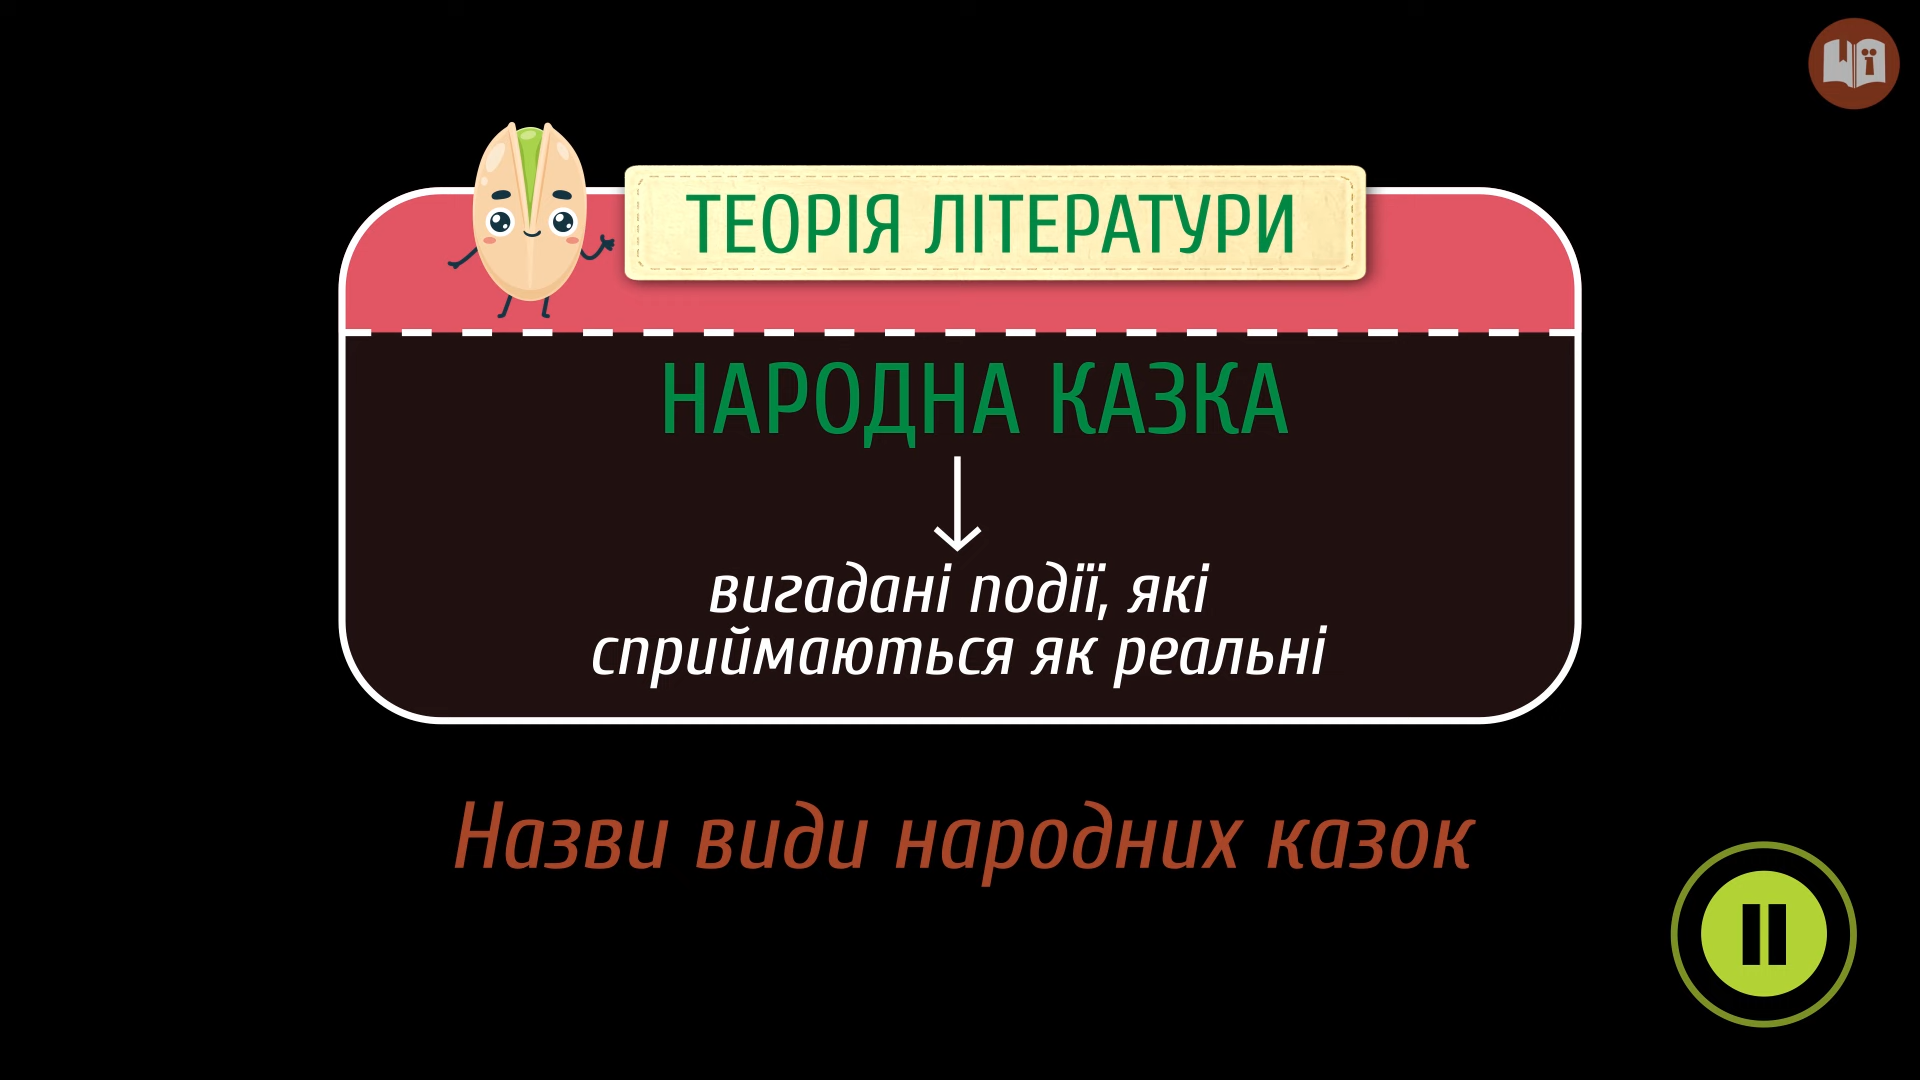 ТЕОРІЯ ЛІТЕРАТУРИ
НАРОДНА КАЗКА
вигадані події, які
сприймаються як реальні
Назви види народних казок